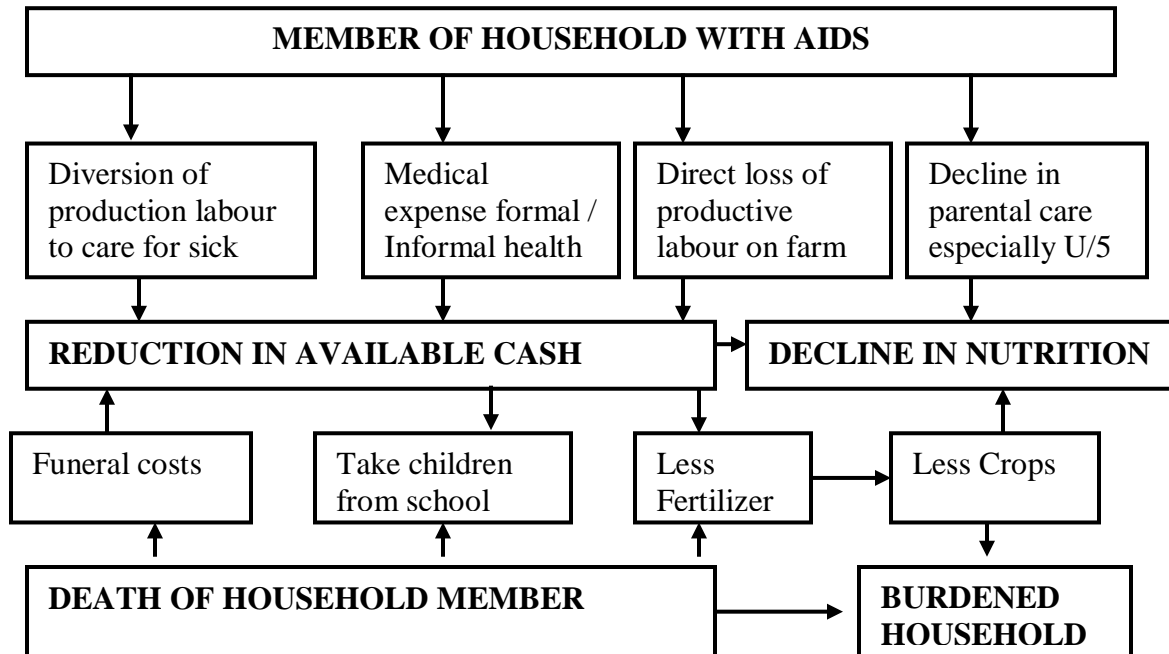 MEMBER OF HOUSEHOLD WITH AIDS
Diversion of
production labour
to care for sick
Medical
expense formal /
Informal health
Direct loss of
productive
labour on farm
Decline in
parental care
especially U/5
REDUCTION IN AVAILABLE CASH
DECLINE IN NUTRITION
Funeral costs
Take children
from school
Less
Fertilizer
Less Crops
DEATH OF HOUSEHOLD MEMBER
BURDENED
HOUSEHOLD